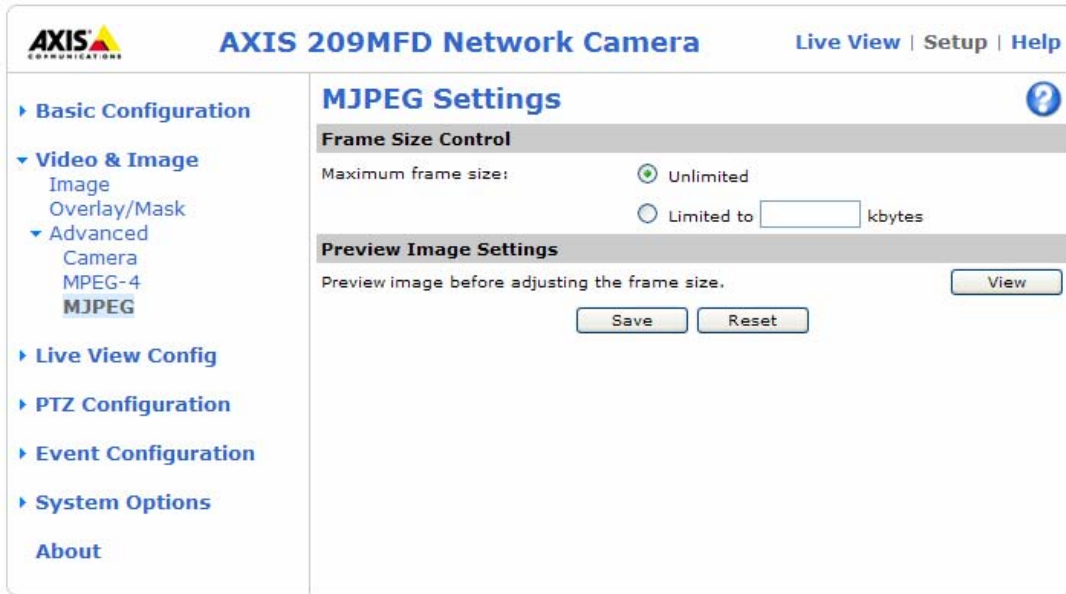 AXIS
COMMUNICATIONS
AXIS 209MFD Network Camera
Live View | Setup | Help
Basic Configuration
Video & Image
Image
Overlay/Mask
Advanced
Camera
MPEG-4
MJPEG
Live View Config
PTZ Configuration
Event Configuration
System Options
About
MJPEG Settings
?
Frame Size Control
Maximum frame size:
Unlimited
Limited to kbytes
Preview Image Settings
Preview image before adjusting the frame size.
View
Save Reset